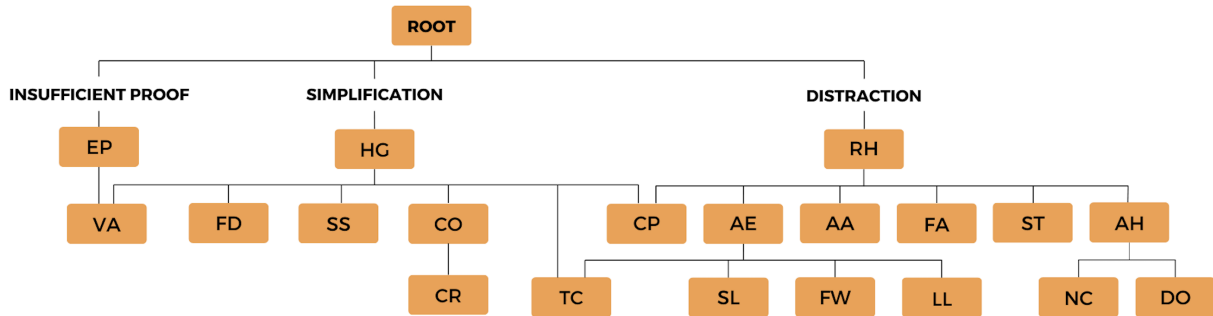 ROOT
INSUFFICIENT PROOF
SIMPLIFICATION
DISTRACTION
EP
HG
RH
VA
FD
SS
CO
CP
AE
AA
FA
ST
AH
CR
TC
SL
FW
LL
NC
DO